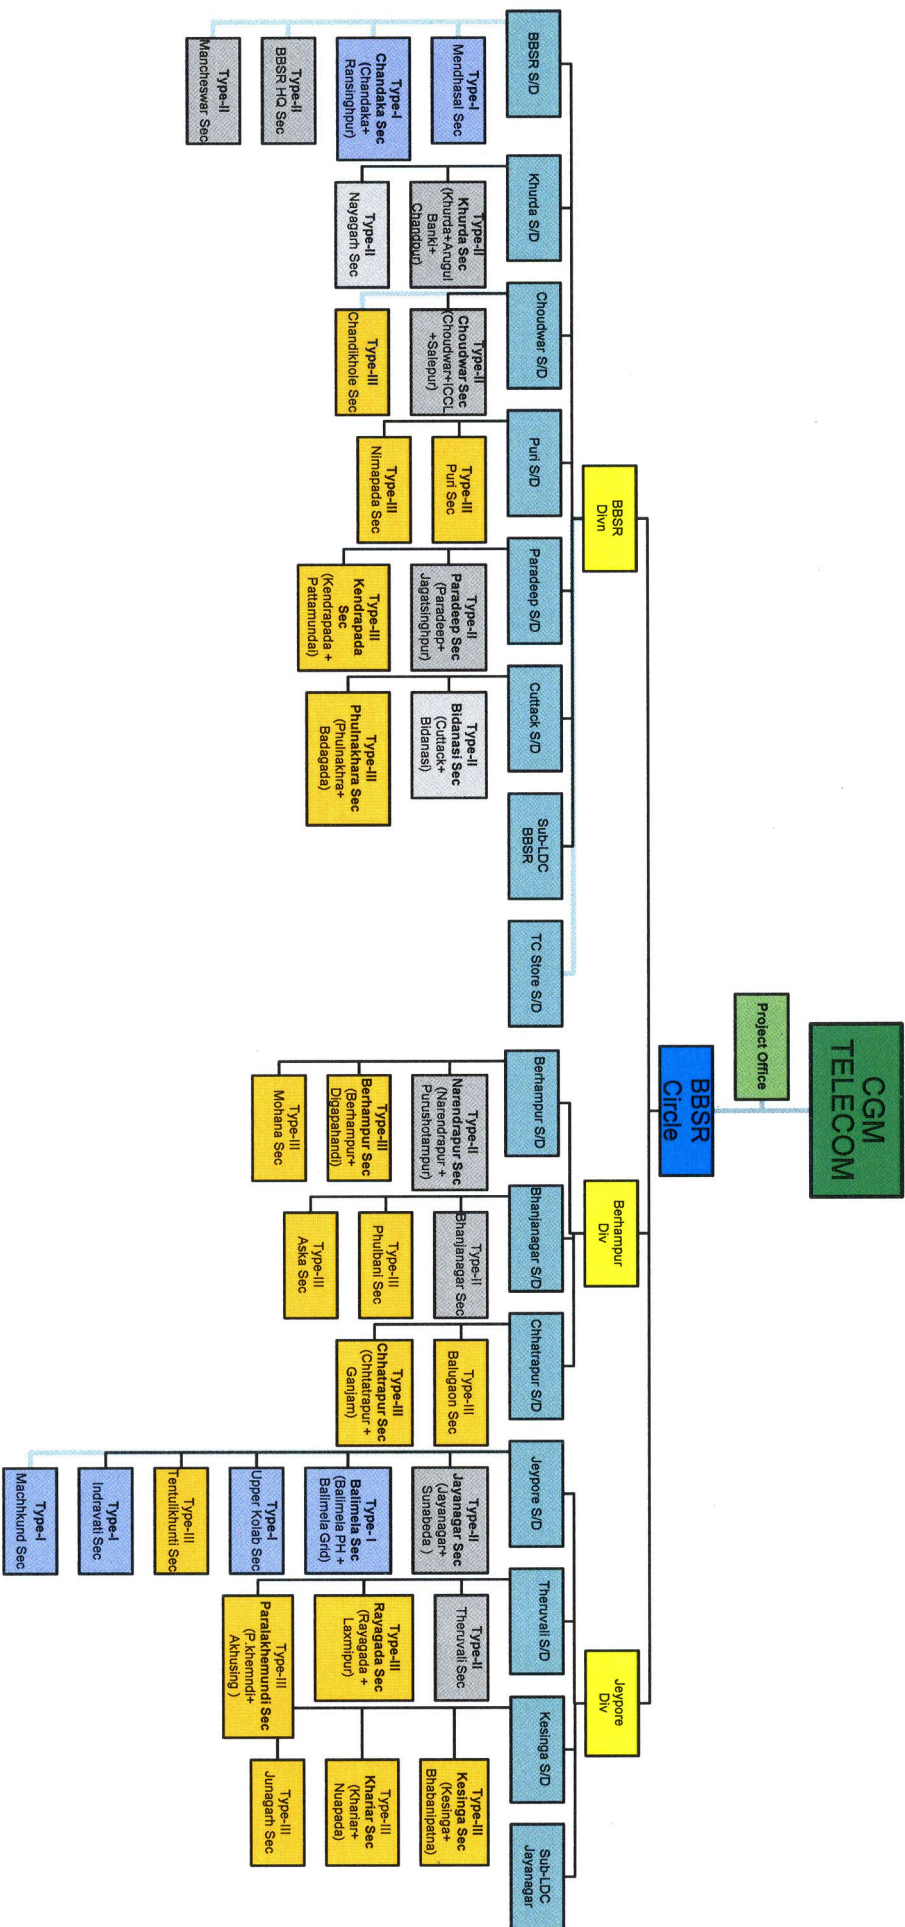 CGM
TELECOM
Project Office
BBSR
Circle
BBSR
Divn
Berhampur
Div
Jeypore
Div
BBSR S/D
Khurda S/D
Choudwar S/D
Puri S/D
Paradeep S/D
Cuttack S/D
Sub-LDC
BBSR
TC Store S/D
Berhampur S/D
Bhanjanagar S/D
Chhatrapur S/D
Jeypore S/D
Theruvali S/D
Kesinga S/D
Sub-LDC
Jayanagar
Type-I
Mendhasal Sec
Type-I
Chandaka Sec
(Chandaka+
Ransinghpur)
Type-II
BBSR HQ Sec
Type-II
Mancheswar Sec
Type-II
Khurda Sec
(Khurda+Arugul
Banki+
Chandpur)
Type-II
Nayagarh Sec
Type-II
Choudwar Sec
(Choudwar+ICCL
+Salepur)
Type-III
Chandikhole Sec
Type-III
Puri Sec
Type-III
Nimapada Sec
Type-II
Paradeep Sec
(Paradeep+
Jagatsinghpur)
Type-III
Kendrapada
Sec
(Kendrapada +
Pattamundai)
Type-II
Bidanasi Sec
(Cuttack+
Bidanasi)
Type-III
Phulnakhara Sec
(Phulnakhra+
Badagada)
Type-II
Narendrapur Sec
(Narendrapur +
Purushotampur)
Type-III
Berhampur Sec
(Berhampur+
Digapahandi)
Type-III
Mohana Sec
Type-II
Bhanjanagar Sec
Type-III
Phulbani Sec
Type-III
Aska Sec
Type-III
Balugaon Sec
Type-III
Chhatrapur Sec
(Chhtatrapur +
Ganjam)
Type-II
Jayanagar Sec
(Jayanagar+
Sunabeda )
Type- I
Balimela Sec
(Balimela PH +
Balimela Grid)
Type-I
Upper Kolab Sec
Type-III
Tentulikhunti Sec
Type-I
Indravati Sec
Type-I
Machhkund Sec
Type-II
Theruvali Sec
Type-III
Rayagada Sec
(Rayagada +
Laxmipur)
Type-III
Paralakhemundi Sec
(P.khemndi+
Akhusing )
Type-III
Kesinga Sec
(Kesinga+
Bhabanipatna)
Type-III
Khariar Sec
(Khariar+
Nuapada)
Type-III
Junagarh Sec